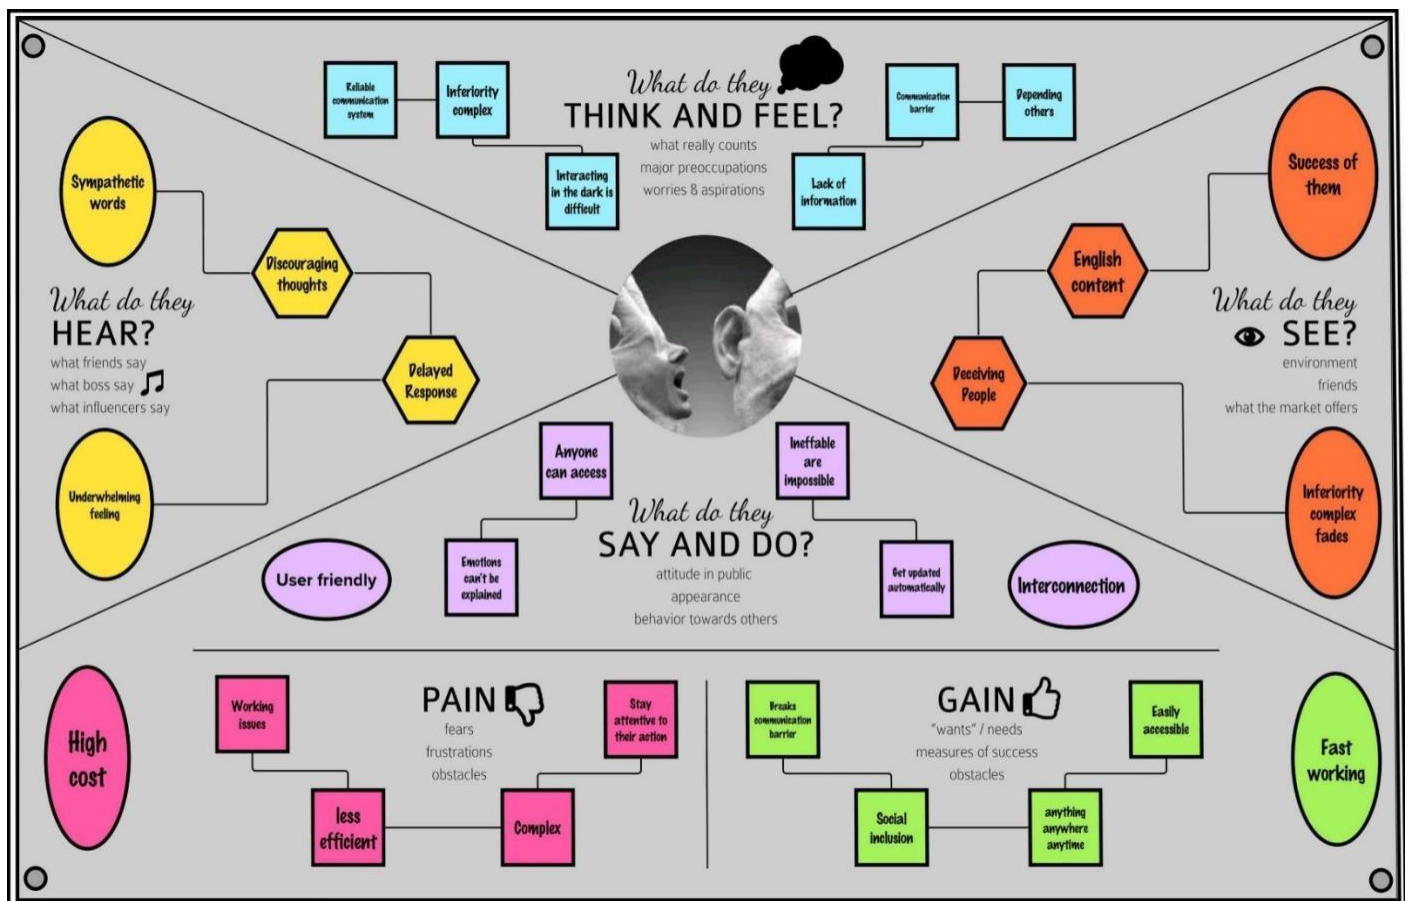 What do they
THINK AND FEEL?
what really counts
major preoccupations
worries & aspirations
Reliable
communication
system
Inferiority
complex
Interacting
in the dark is
difficult
Communication
barrier
Depending
others
Lack of
information
Sympathetic
words
Discouraging
thoughts
What do they
HEAR?
what friends say
what boss say
what influencers say
Delayed
Response
Underwhelming
feeling
Success of
them
English
content
What do they
SEE?
environment
friends
what the market offers
Deceiving
People
Inferiority
complex
fades
Anyone
can access
Ineffable
are
impossible
What do they
SAY AND DO?
attitude in public
appearance
behavior towards others
User friendly
Emotions
can't be
explained
Get updated
automatically
Interconnection
High
cost
Working
issues
PAIN
fears
frustrations
obstacles
Stay
attentive to
their action
less
efficient
Complex
Breaks
communication
barrier
GAIN
"wants" / needs
measures of success
obstacles
Easily
accessible
Social
inclusion
anything
anywhere
anytime
Fast
working